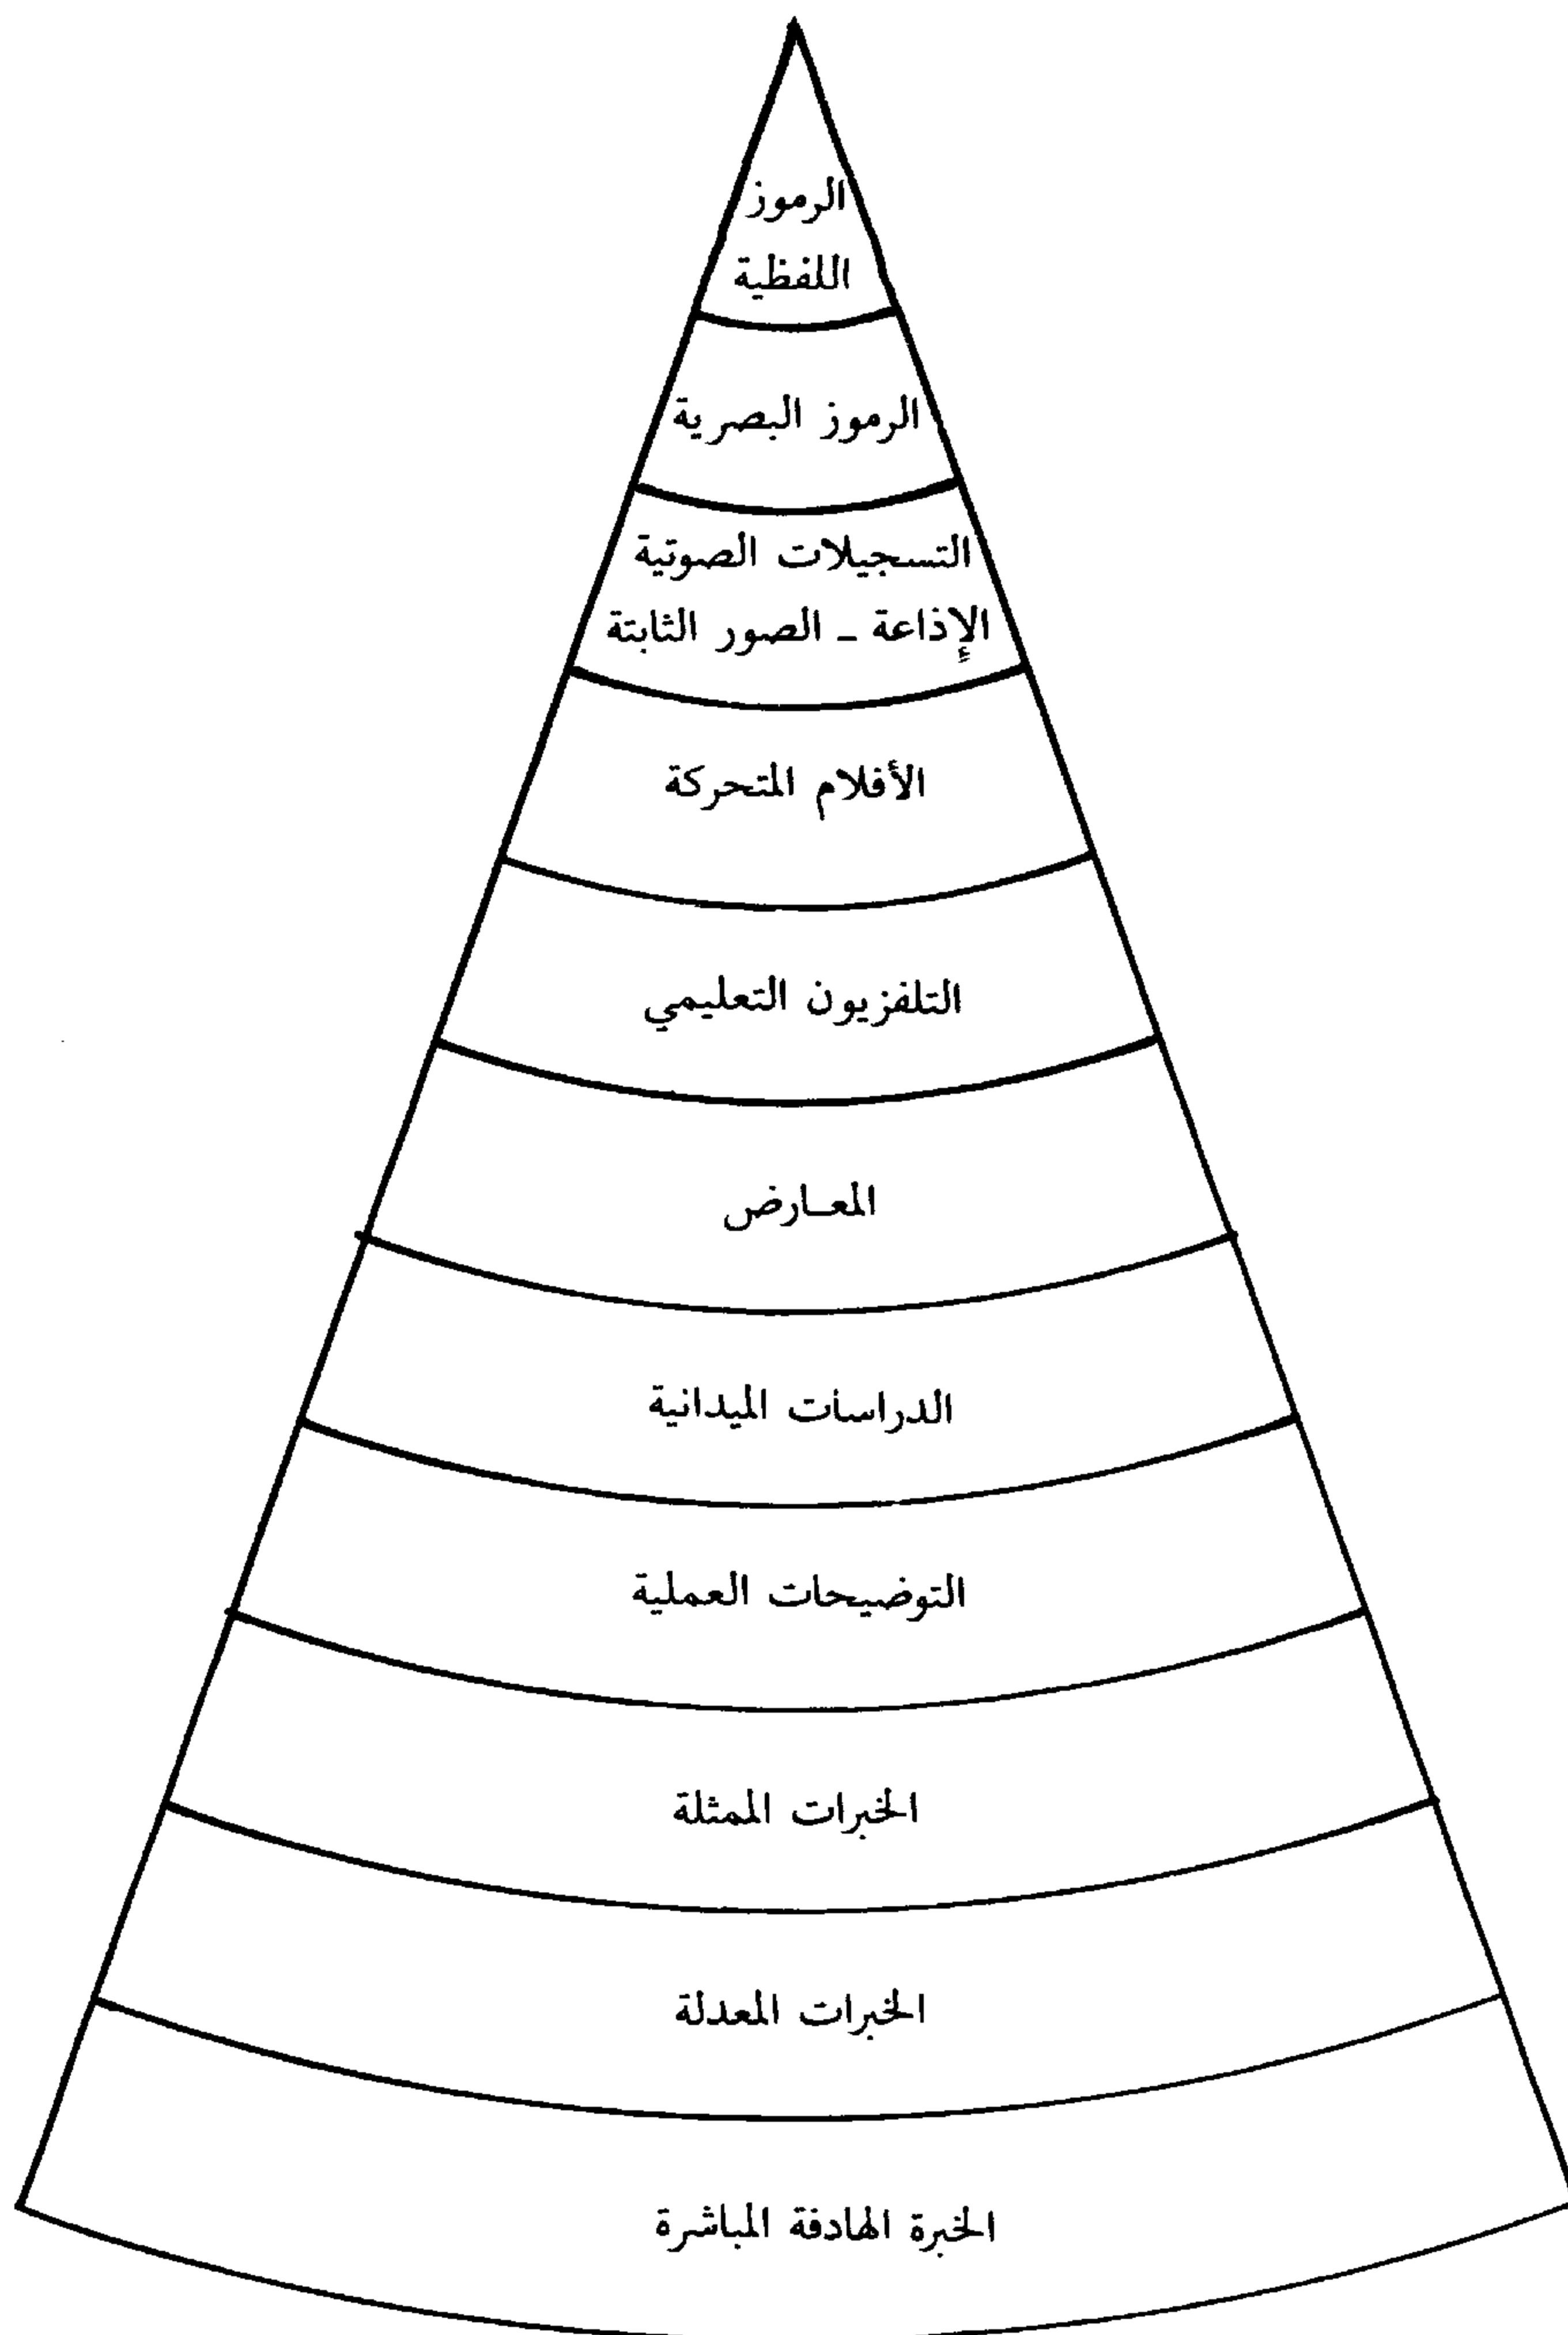 الرموز
اللفظية
الرموز البصرية
التسجيلات الصوتية
الإذاعة ـ الصور الثابتة
الأفلام المتحركة
التلفزيون التعليمي
المعـارض
الدراسات الميدانية
التوضيحات العملية
الخبرات الممثلة
الخبرات المعدلة
الخبرة الهادفة المباشرة